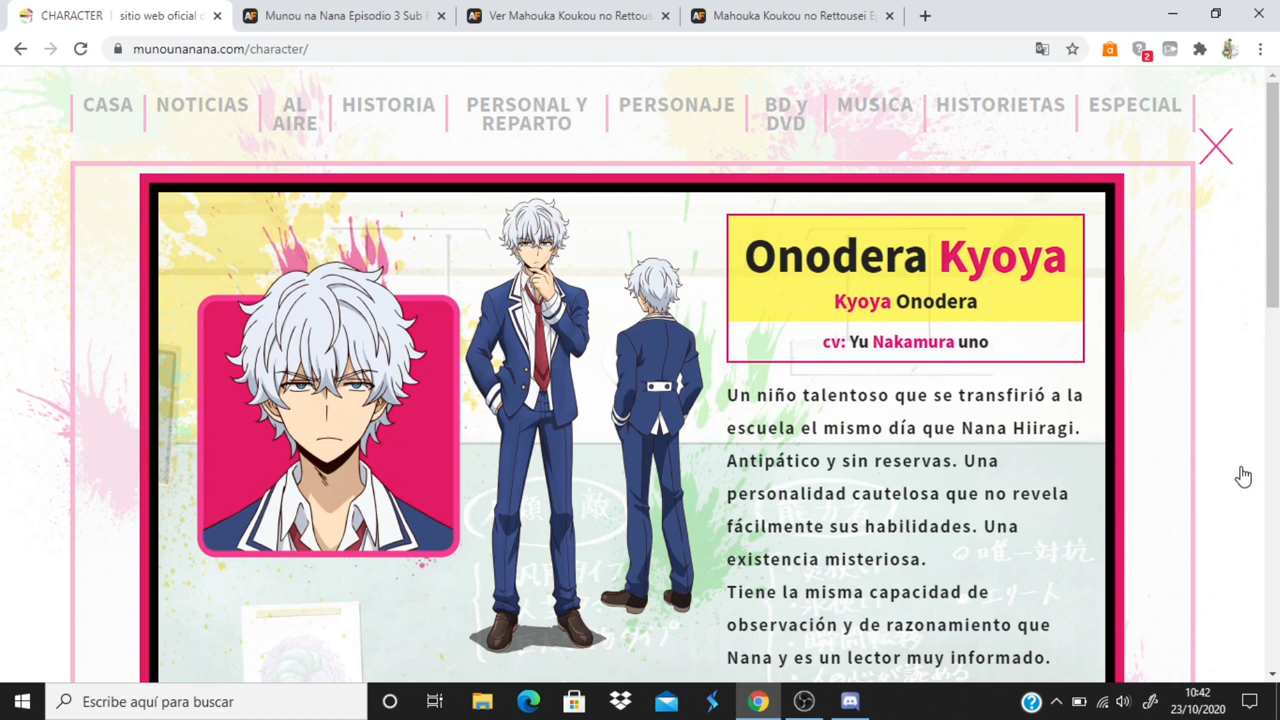 CHARACTER | sitio web oficial d
Munou na Nana Episodio 3 Sub E
Ver Mahouka Koukou no Rettous
Mahouka Koukou no Rettousei Ep
munounanana.com/character/
2
CASA
NOTICIAS
AL
AIRE
HISTORIA
PERSONAL Y
REPARTO
PERSONAJE
BD y
DVD
MUSICA
HISTORIETAS
ESPECIAL
Onodera Kyoya
Kyoya Onodera
cv: Yu Nakamura uno
Un niño talentoso que se transfirió a la
escuela el mismo día que Nana Hiiragi.
Antipático y sin reservas. Una
personalidad cautelosa que no revela
fácilmente sus habilidades. Una
existencia misteriosa.
Tiene la misma capacidad de
observación y de razonamiento que
Nana y es un lector muy informado.
Escribe aquí para buscar
10:42
23/10/2020